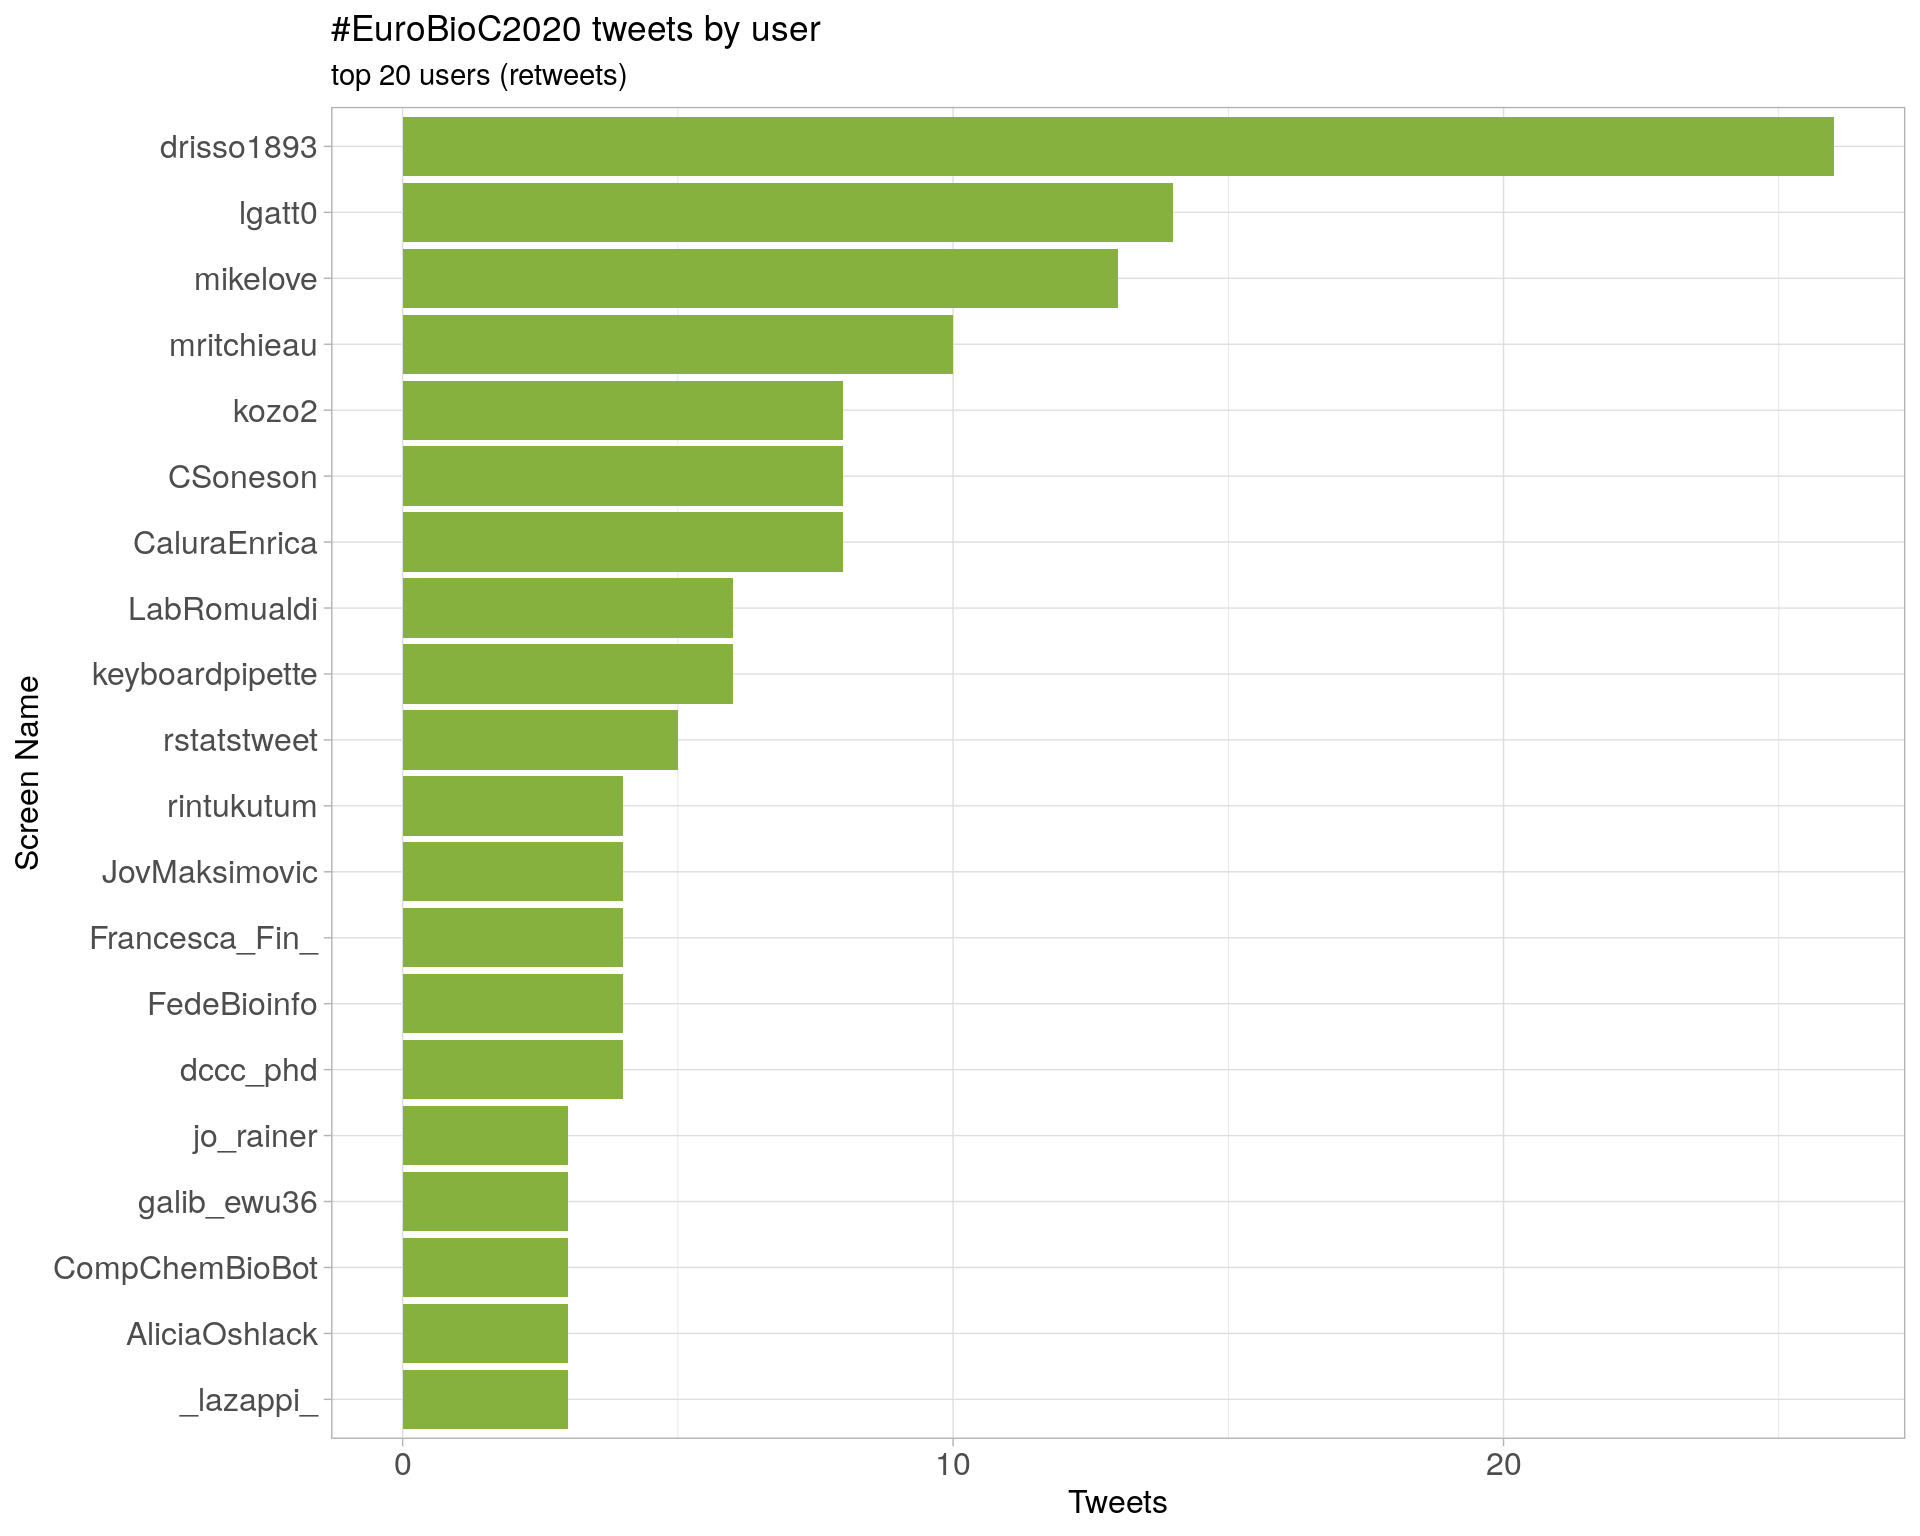 #EuroBioC2020 tweets by user
top 20 users (retweets)
drisso1893
lgatt0
mikelove
mritchieau
kozo2
CSoneson
CaluraEnrica
LabRomualdi
keyboardpipette
rstatstweet
rintukutum
JovMaksimovic
Francesca_Fin_
FedeBioinfo
dccc_phd
jo_rainer
galib_ewu36
CompChemBioBot
AliciaOshlack
_lazappi_
Screen Name
0 10 20
Tweets